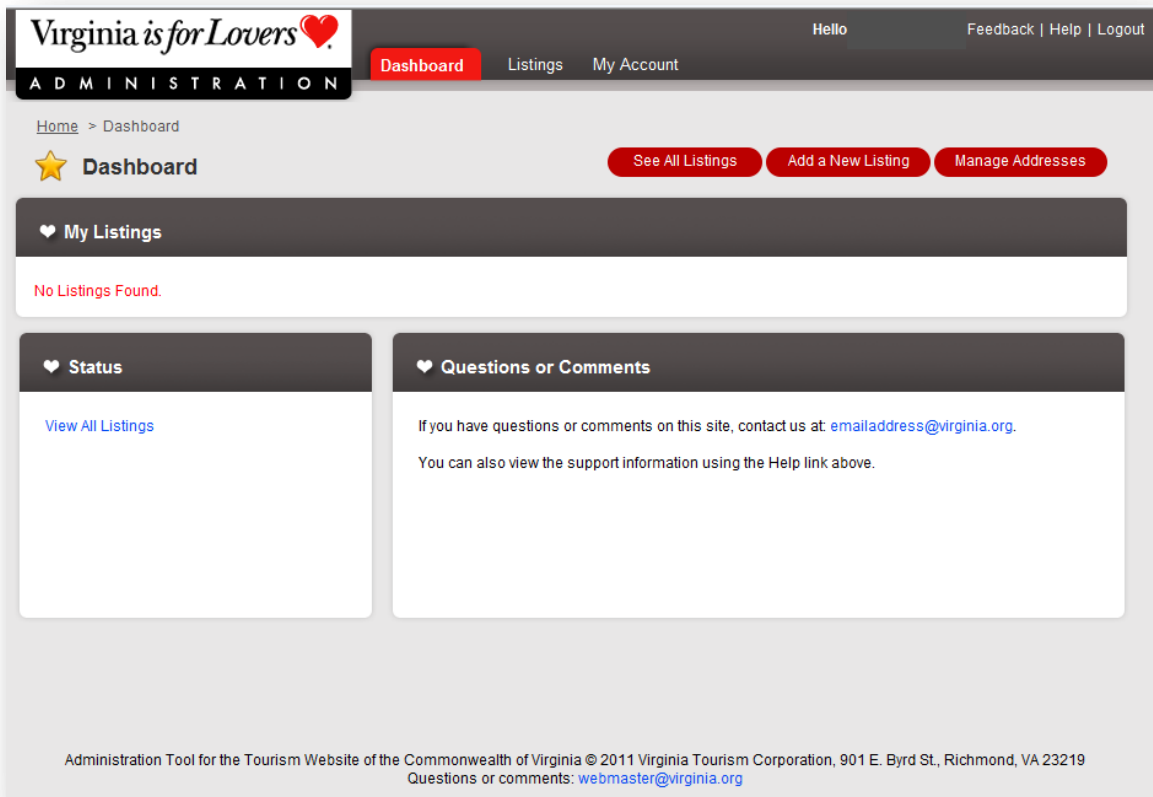 Virginia is for Lovers
ADMINISTRATION
Hello
Feedback | Help | Logout
Dashboard
Listings
My Account
Home > Dashboard
Dashboard
See All Listings
Add a New Listing
Manage Addresses
My Listings
No Listings Found.
Status
View All Listings
Questions or Comments
If you have questions or comments on this site, contact us at: emailaddress@virginia.org.
You can also view the support information using the Help link above.
Administration Tool for the Tourism Website of the Commonwealth of Virginia © 2011 Virginia Tourism Corporation, 901 E. Byrd St., Richmond, VA 23219
Questions or comments: webmaster@virginia.org